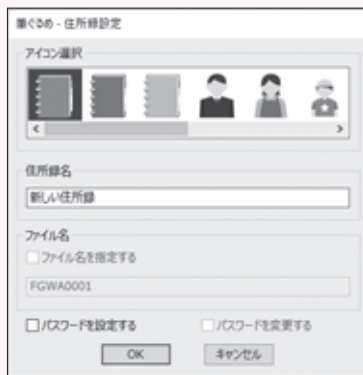 筆ぐるめ - 住所録設定
アイコン選択
住所録名
新しい住所録
ファイル名
ファイル名を指定する
FGWA0001
パスワードを設定する パスワードを変更する
OK キャンセル